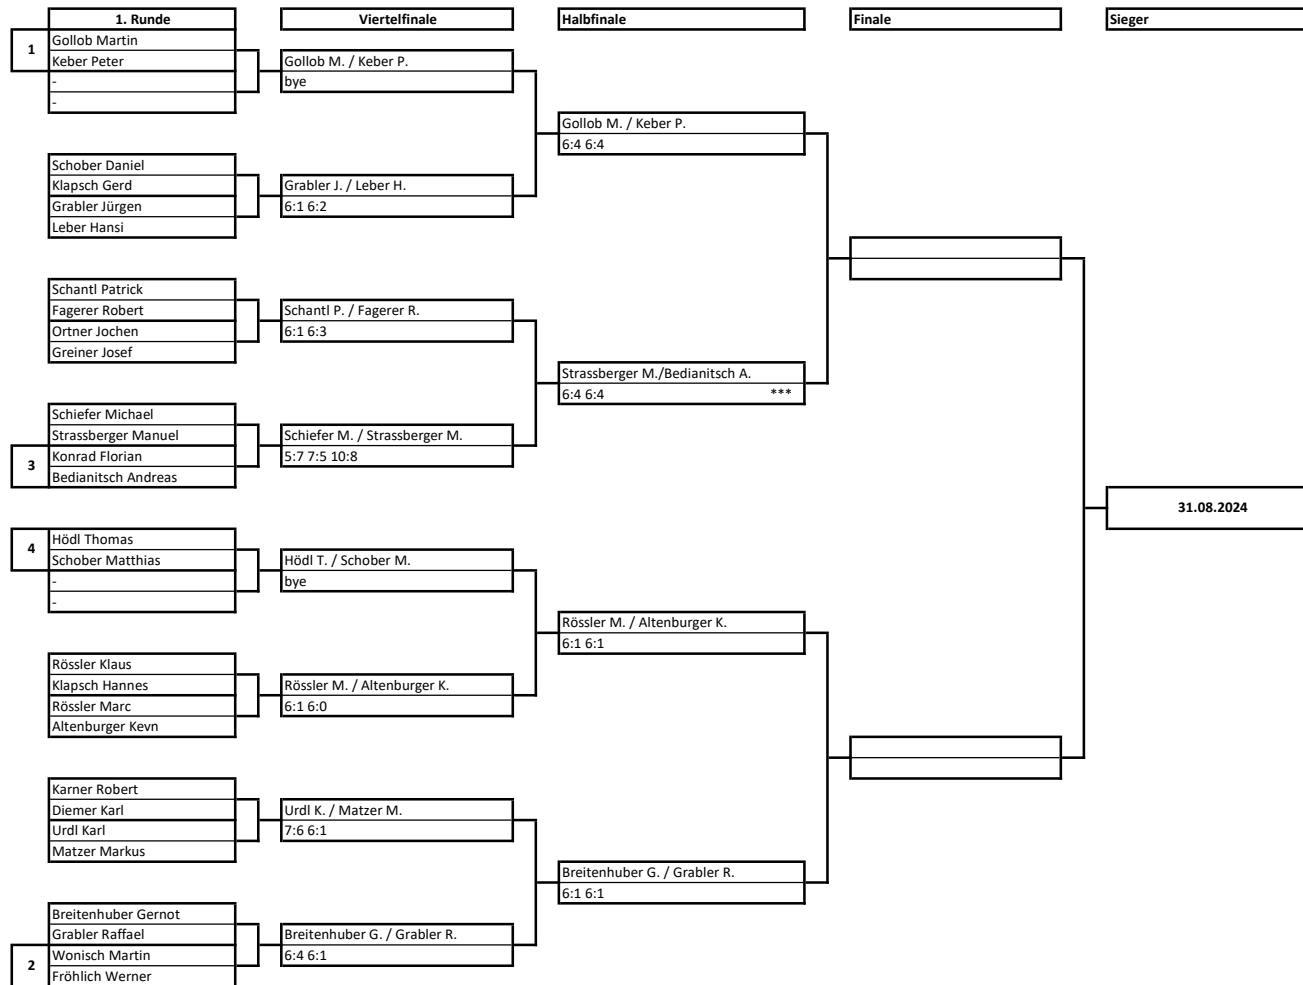 1. Runde
Viertelfinale
Halbfinale
Finale
Sieger
1
Gollob Martin
Keber Peter
-
-
Gollob M. / Keber P.
bye
Gollob M. / Keber P.
6:4 6:4
Schober Daniel
Klapsch Gerd
Grabler Jürgen
Leber Hansi
Grabler J. / Leber H.
6:1 6:2
Schantl Patrick
Fagerer Robert
Ortner Jochen
Greiner Josef
Schantl P. / Fagerer R.
6:1 6:3
Strassberger M./Bedianitsch A.
6:4 6:4 ***
Schiefer Michael
Strassberger Manuel
3
Konrad Florian
Bedianitsch Andreas
Schiefer M. / Strassberger M.
5:7 7:5 10:8
31.08.2024
4
Hödl Thomas
Schober Matthias
-
-
Hödl T. / Schober M.
bye
Rössler M. / Altenburger K.
6:1 6:1
Rössler Klaus
Klapsch Hannes
Rössler Marc
Altenburger Kevn
Rössler M. / Altenburger K.
6:1 6:0
Karner Robert
Diemer Karl
Urdl Karl
Matzer Markus
Urdl K. / Matzer M.
7:6 6:1
Breitenhuber G. / Grabler R.
6:1 6:1
Breitenhuber Gernot
Grabler Raffael
2
Wonisch Martin
Fröhlich Werner
Breitenhuber G. / Grabler R.
6:4 6:1